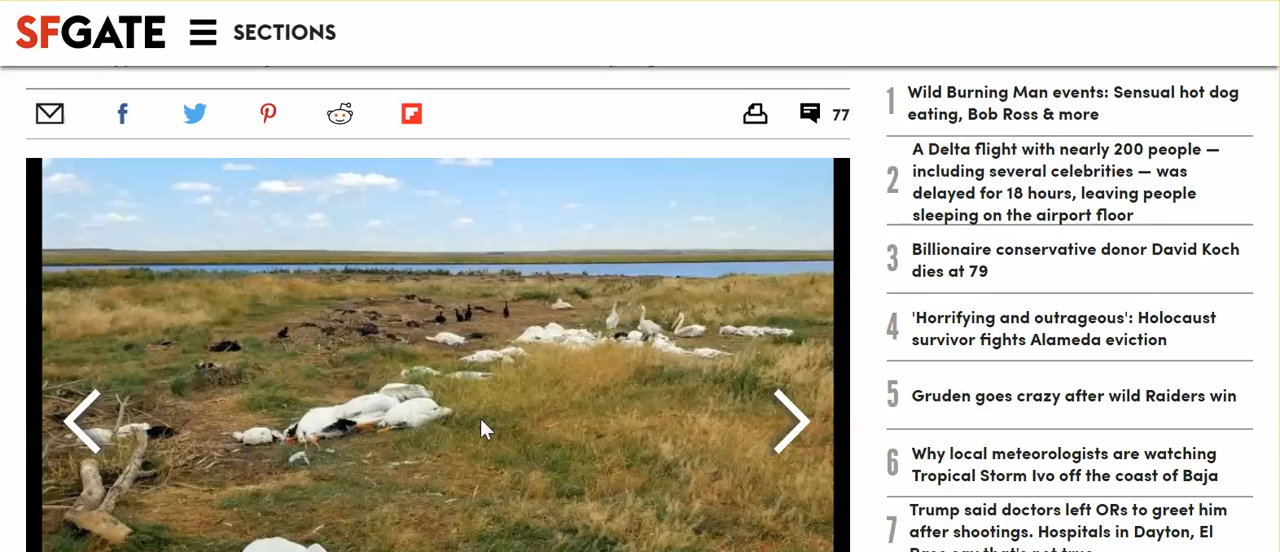 SFGATE SECTIONS
77
1 Wild Burning Man events: Sensual hot dog
eating, Bob Ross & more
2 A Delta flight with nearly 200 people —
including several celebrities — was
delayed for 18 hours, leaving people
sleeping on the airport floor
3 Billionaire conservative donor David Koch
dies at 79
4 'Horrifying and outrageous': Holocaust
survivor fights Alameda eviction
5 Gruden goes crazy after wild Raiders win
6 Why local meteorologists are watching
Tropical Storm Ivo off the coast of Baja
7 Trump said doctors left ORs to greet him
after shootings. Hospitals in Dayton, El